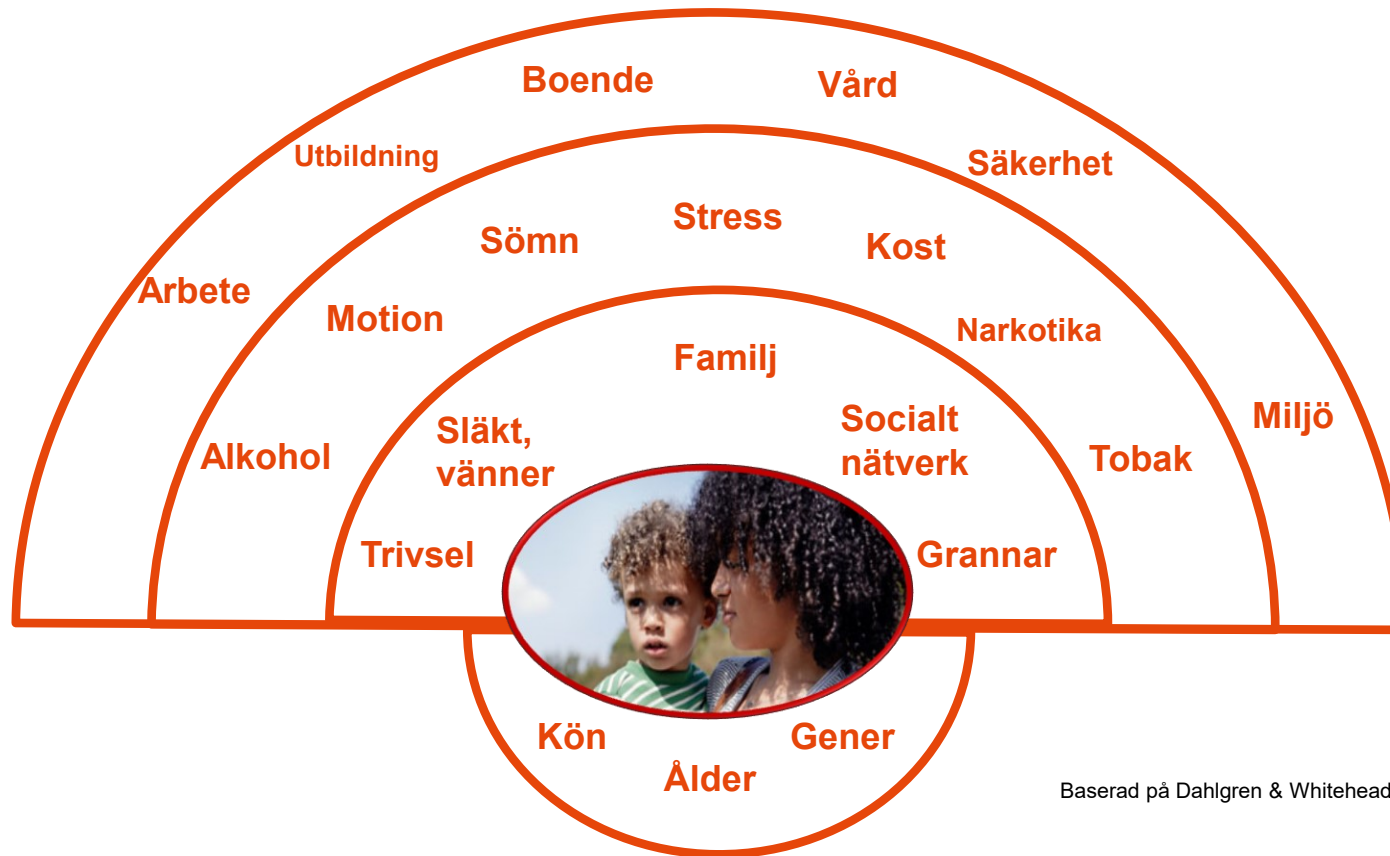 Boende
Vård
Utbildning
Säkerhet
Stress
Sömn
Kost
Arbete
Motion
Narkotika
Familj
Miljö
Släkt,
vänner
Socialt
nätverk
Alkohol
Tobak
Trivsel
Grannar
Kön
Gener
Ålder
Baserad på Dahlgren & Whitehead